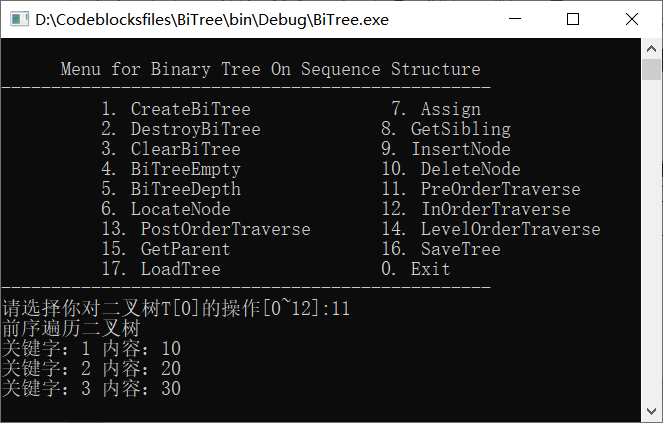 D:\Codeblocksfiles\BiTree\bin\Debug\BiTree.exe
Menu for Binary Tree On Sequence Structure
-------------------------------------------------
1. CreateBiTree 7. Assign
2. DestroyBiTree 8. GetSibling
3. ClearBiTree 9. InsertNode
4. BiTreeEmpty 10. DeleteNode
5. BiTreeDepth 11. PreOrderTraverse
6. LocateNode 12. InOrderTraverse
13. PostOrderTraverse 14. LevelOrderTraverse
15. GetParent 16. SaveTree
17. LoadTree 0. Exit
-------------------------------------------------
请选择你对二叉树T[0]的操作[0~12]:11
前序遍历二叉树
关键字：1 内容：10
关键字：2 内容：20
关键字：3 内容：30